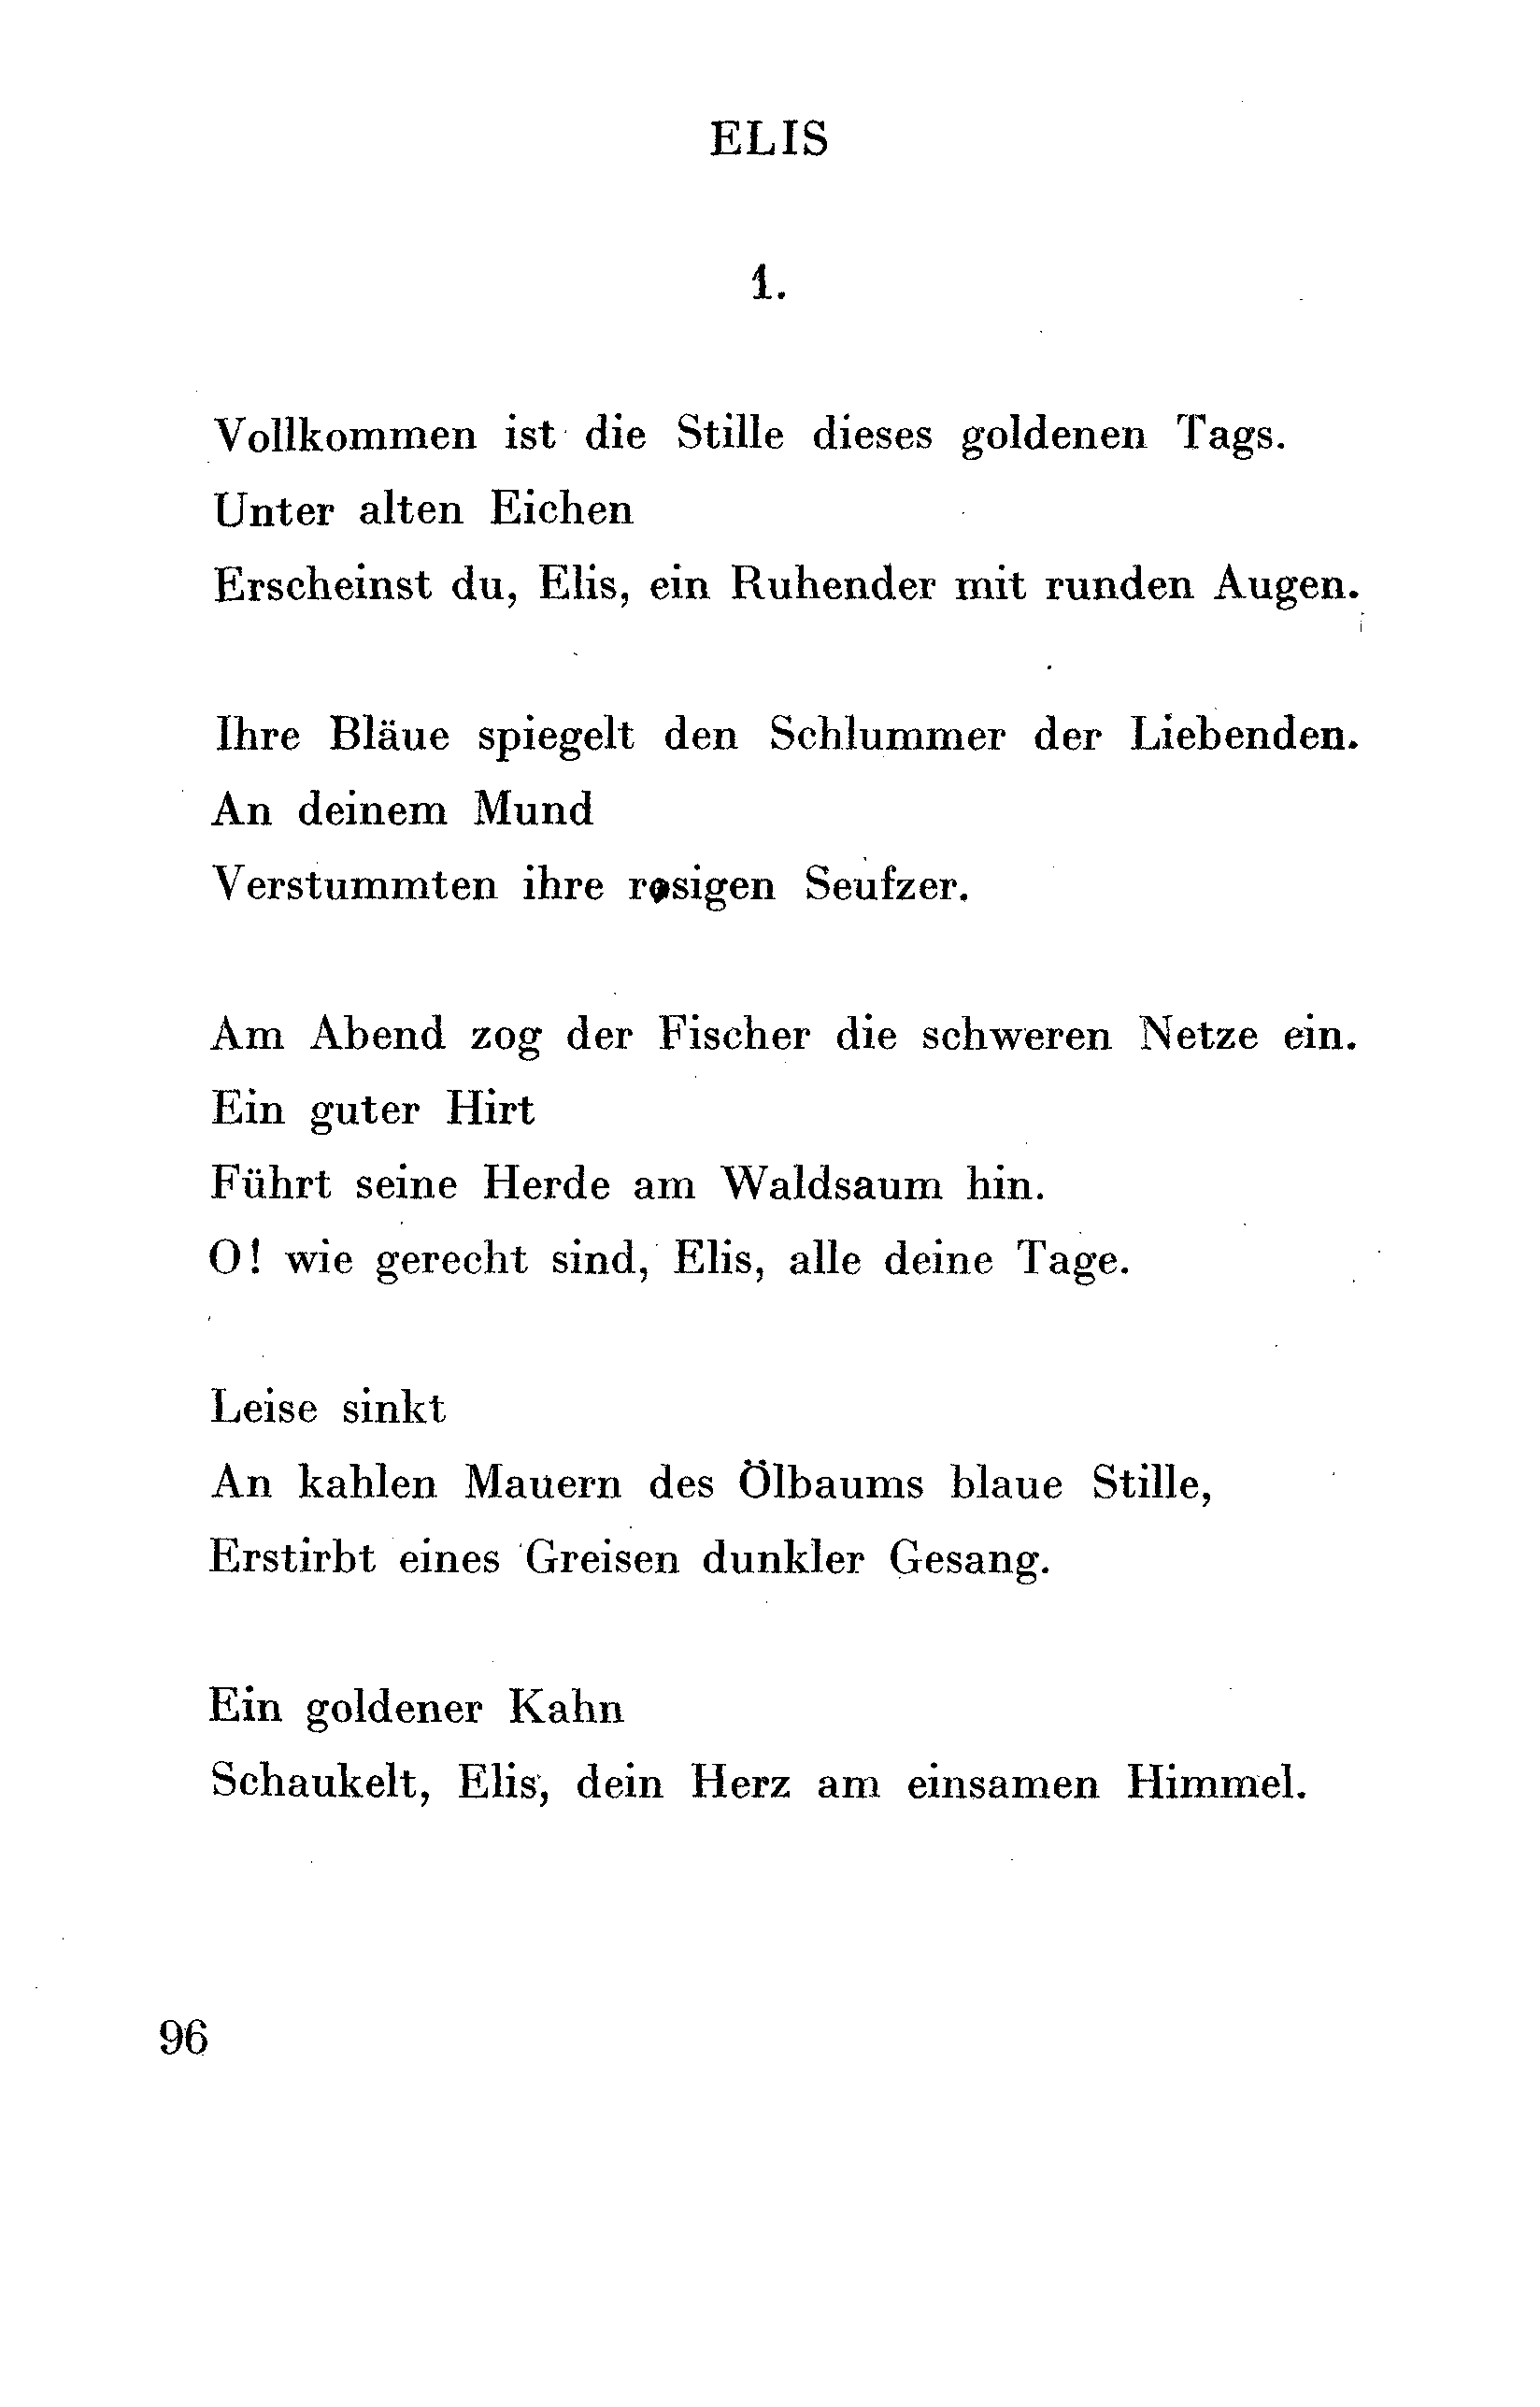 ELIS
1.
Vollkommen ist die Stille dieses goldenen Tags.
Unter alten Eichen
Erscheinst du, Elis, ein Ruhender mit runden Augen.
Ihre Bläue spiegelt den Schlummer der Liebenden.
An deinem Mund
Verstummten ihre rosigen Seufzer.
Am Abend zog der Fischer die schweren Netze ein.
Ein guter Hirt
Führt seine Herde am Waldsaum hin.
O! wie gerecht sind, Elis, alle deine Tage.
Leise sinkt
An kahlen Mauern des Ölbaums blaue Stille,
Erstirbt eines Greisen dunkler Gesang.
Ein goldener Kahn
Schaukelt, Elis, dein Herz am einsamen Himmel.
96